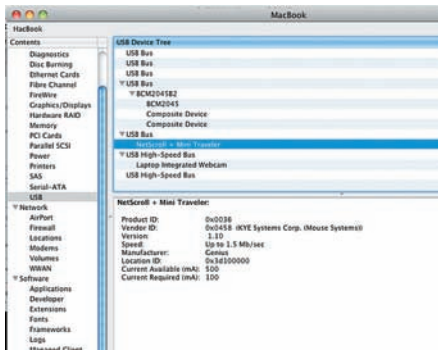 MacBook
HacBook
Contents
Diagnostics
Disc Burning
Ethernet Cards
Fibre Channel
FireWire
Graphics/Displays
Hardware RAID
Memory
PCI Cards
Parallel SCSI
Power
Printers
SAS
Serial-ATA
USB
Network
AirPort
Firewall
Locations
Modems
Volumes
WWAN
Software
Applications
Developer
Extensions
Fonts
Frameworks
Logs
Managed Client
USB Device Tree
USB Bus
USB Bus
USB Bus
USB Bus
BCM2045B2
BCM2045
Composite Device
Composite Device
USB Bus
NetScroll + Mini Traveler
USB High-Speed Bus
Laptop Integrated Webcam
USB High-Speed Bus
NetScroll + Mini Traveler:
Product ID: 0x0036
Vendor ID: 0x0458 (KYE Systems Corp. (Mouse Systems))
Version: 1.10
Speed: Up to 1.5 Mb/sec
Manufacturer: Genius
Location ID: 0x3d100000
Current Available (mA): 500
Current Required (mA): 100